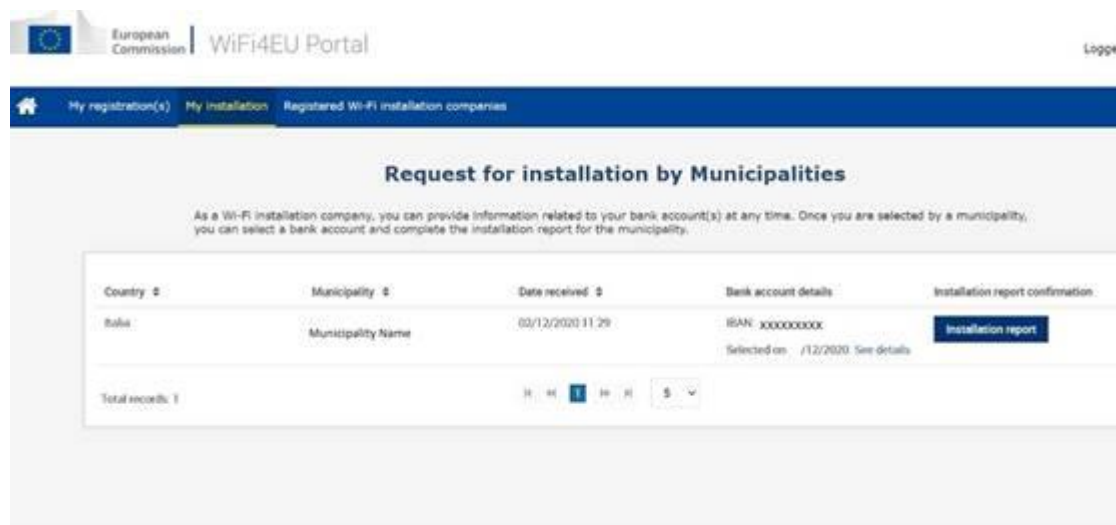 European
Commission
WiFi4EU Portal
Logge
My registration(s) My installation Registered Wi-Fi installation companies
Request for installation by Municipalities
As a Wi-Fi installation company, you can provide information related to your bank account(s) at any time. Once you are selected by a municipality,
you can select a bank account and complete the installation report for the municipality.
Country Municipality Date received Bank account details Installation report confirmation
Italia Municipality Name 02/12/2020 11:29 IBAN: xxxxxxxxx Installation report
Selected on /12/2020. See details
Total records: 1 1 5